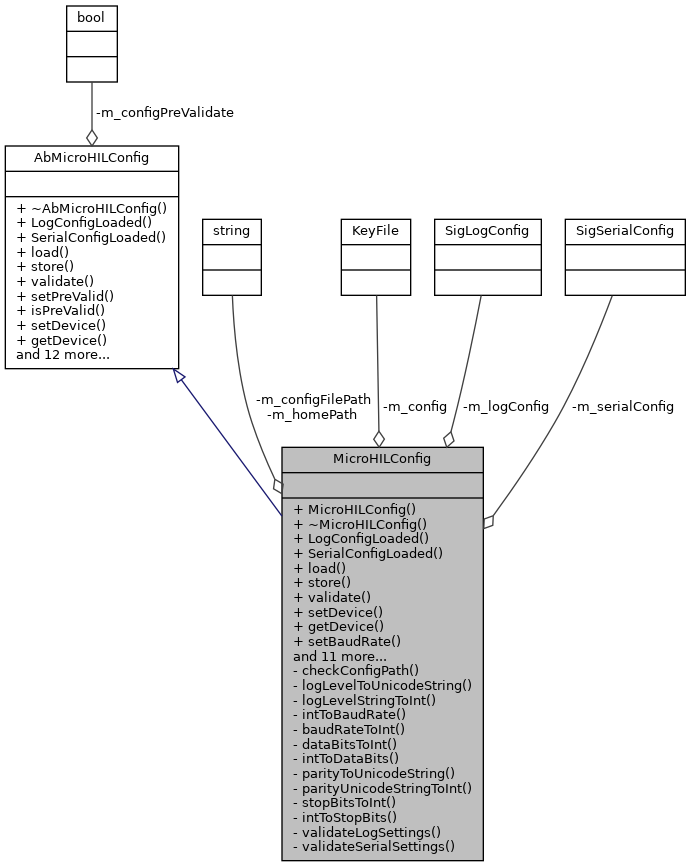 bool
-m_configPreValidate
AbMicroHILConfig
+ ~AbMicroHILConfig()
+ LogConfigLoaded()
+ SerialConfigLoaded()
+ load()
+ store()
+ validate()
+ setPreValid()
+ isPreValid()
+ setDevice()
+ getDevice()
and 12 more...
string
KeyFile
SigLogConfig
SigSerialConfig
-m_configFilePath
-m_homePath
-m_config
-m_logConfig
-m_serialConfig
MicroHILConfig
+ MicroHILConfig()
+ ~MicroHILConfig()
+ LogConfigLoaded()
+ SerialConfigLoaded()
+ load()
+ store()
+ validate()
+ setDevice()
+ getDevice()
+ setBaudRate()
and 11 more...
- checkConfigPath()
- logLevelToUnicodeString()
- logLevelStringToInt()
- intToBaudRate()
- baudRateToInt()
- dataBitsToInt()
- intToDataBits()
- parityToUnicodeString()
- parityUnicodeStringToInt()
- stopBitsToInt()
- intToStopBits()
- validateLogSettings()
- validateSerialSettings()